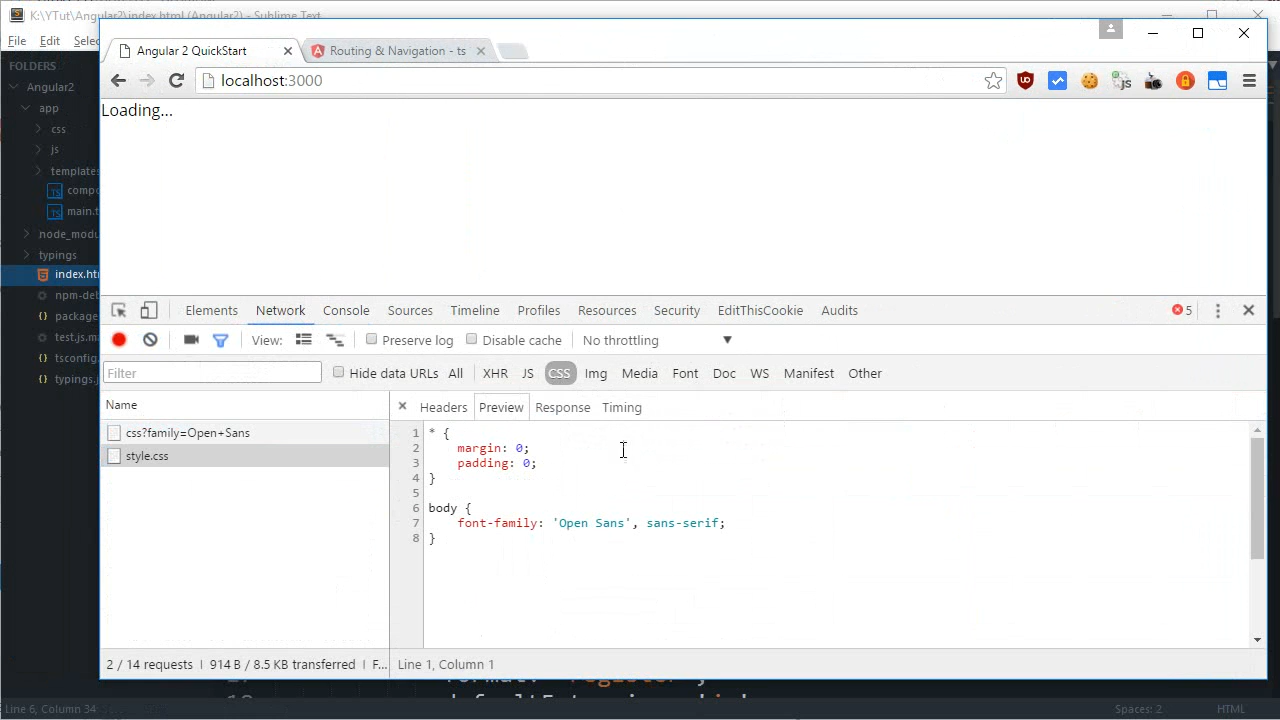 K:\YTut\Angular2\index.html (Angular2) - Sublime Text
File Edit Selec
Angular 2 QuickStart
Routing & Navigation - ts
localhost:3000
FOLDERS
Angular2
app
css
js
templates
compo
main.t
node_modu
typings
index.htm
npm-deb
package
test.js.ma
tsconfig
typings.j
Loading...
Elements Network Console Sources Timeline Profiles Resources Security EditThisCookie Audits 5
View: Preserve log Disable cache No throttling
Filter Hide data URLs All XHR JS CSS Img Media Font Doc WS Manifest Other
Name
css?family=Open+Sans
style.css
Headers Preview Response Timing
1 * {
2 margin: 0;
3 padding: 0;
4 }
5
6 body {
7 font-family: 'Open Sans', sans-serif;
8 }
2 / 14 requests | 914 B / 8.5 KB transferred | F...
Line 1, Column 1
Line 6, Column 34
Spaces: 2
HTML